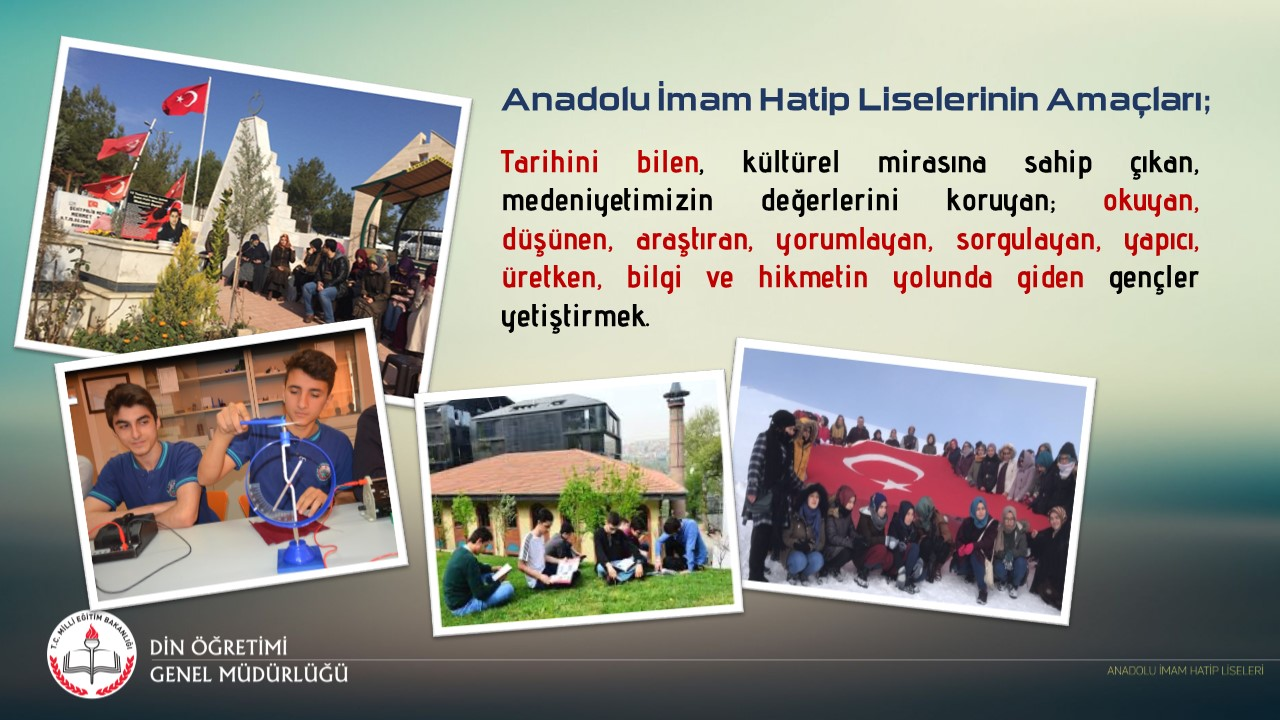 Anadolu İmam Hatip Liselerinin Amaçları;
Tarihini bilen, kültürel mirasına sahip çıkan,
medeniyetimizin değerlerini koruyan; okuyan,
düşünen, araştıran, yorumlayan, sorgulayan, yapıcı,
üretken, bilgi ve hikmetin yolunda giden gençler
yetiştirmek.
T.C. MİLLİ EĞİTİM BAKANLIĞI
DİN ÖĞRETİMİ
GENEL MÜDÜRLÜĞÜ
ANADOLU İMAM HATİP LİSELERİ